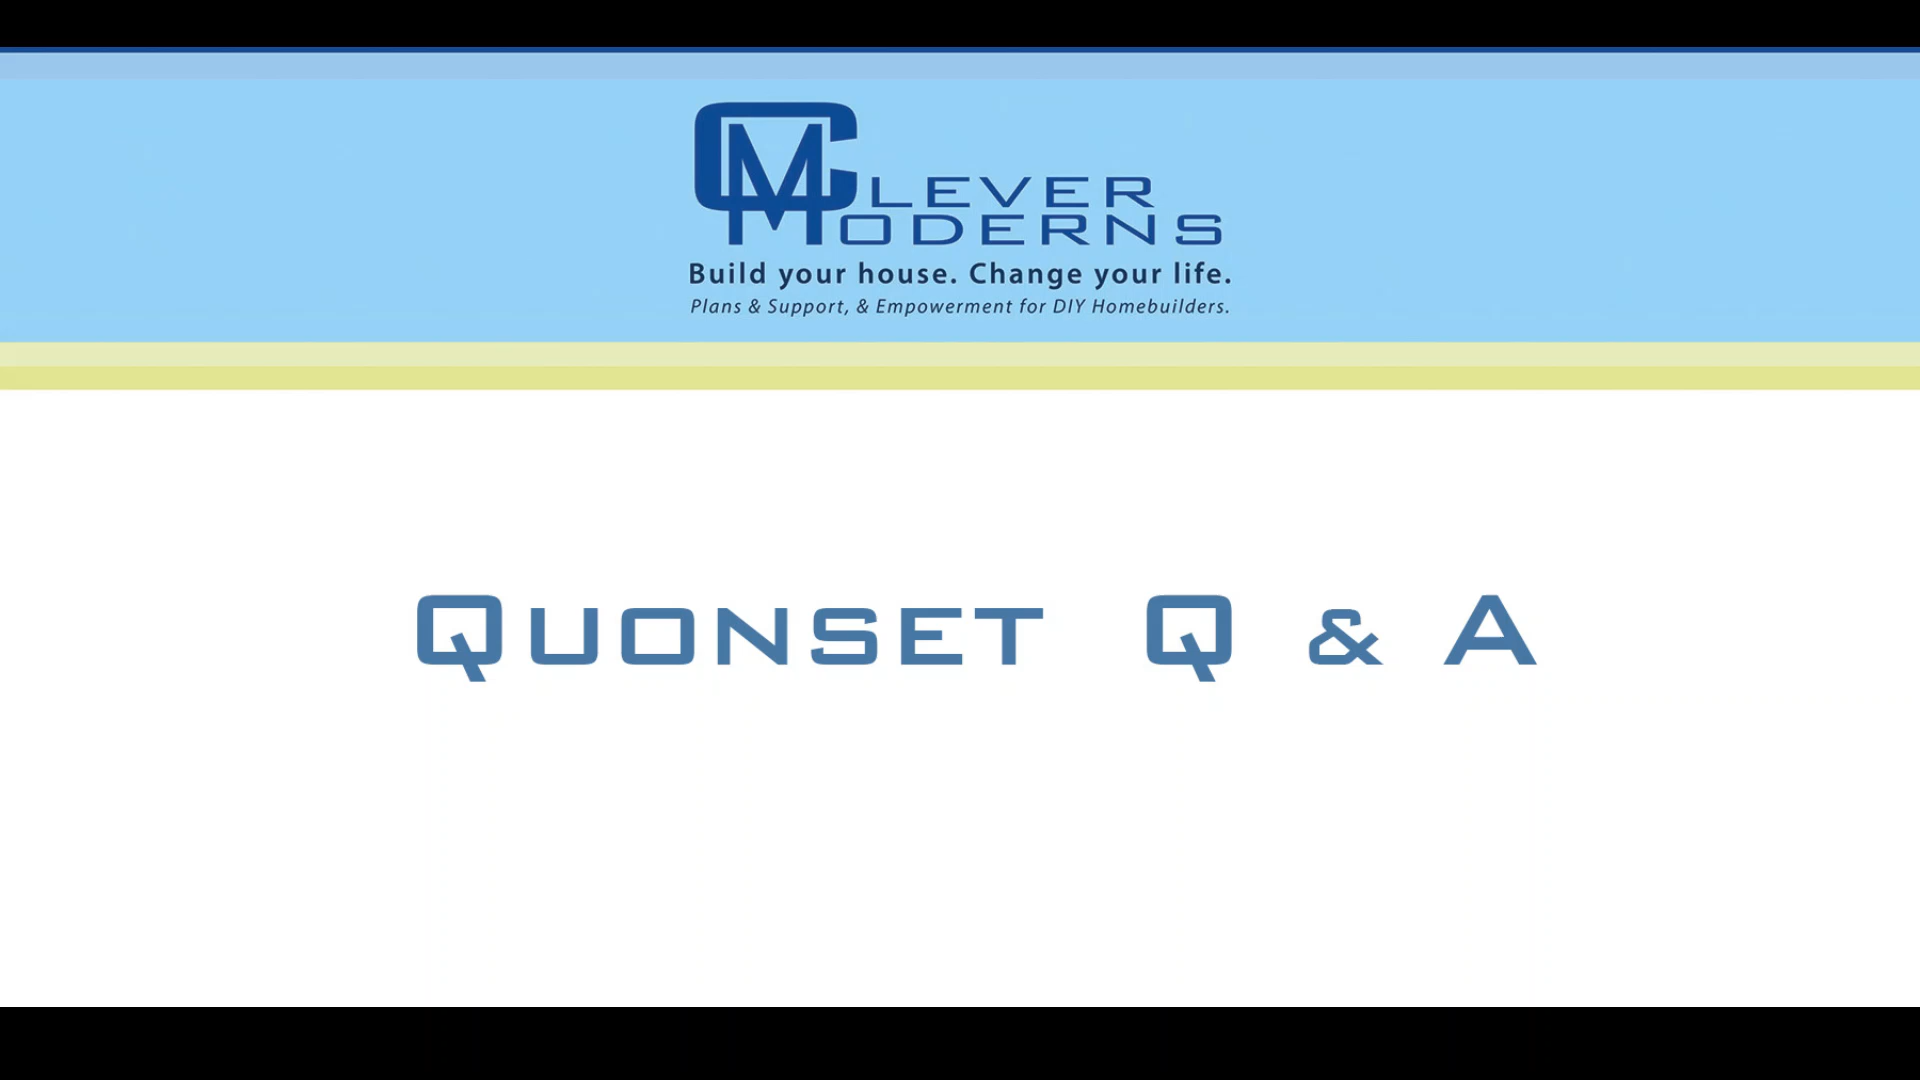 CLEVER
MODERNS
Build your house. Change your life.
Plans & Support, & Empowerment for DIY Homebuilders.
QUONSET Q & A